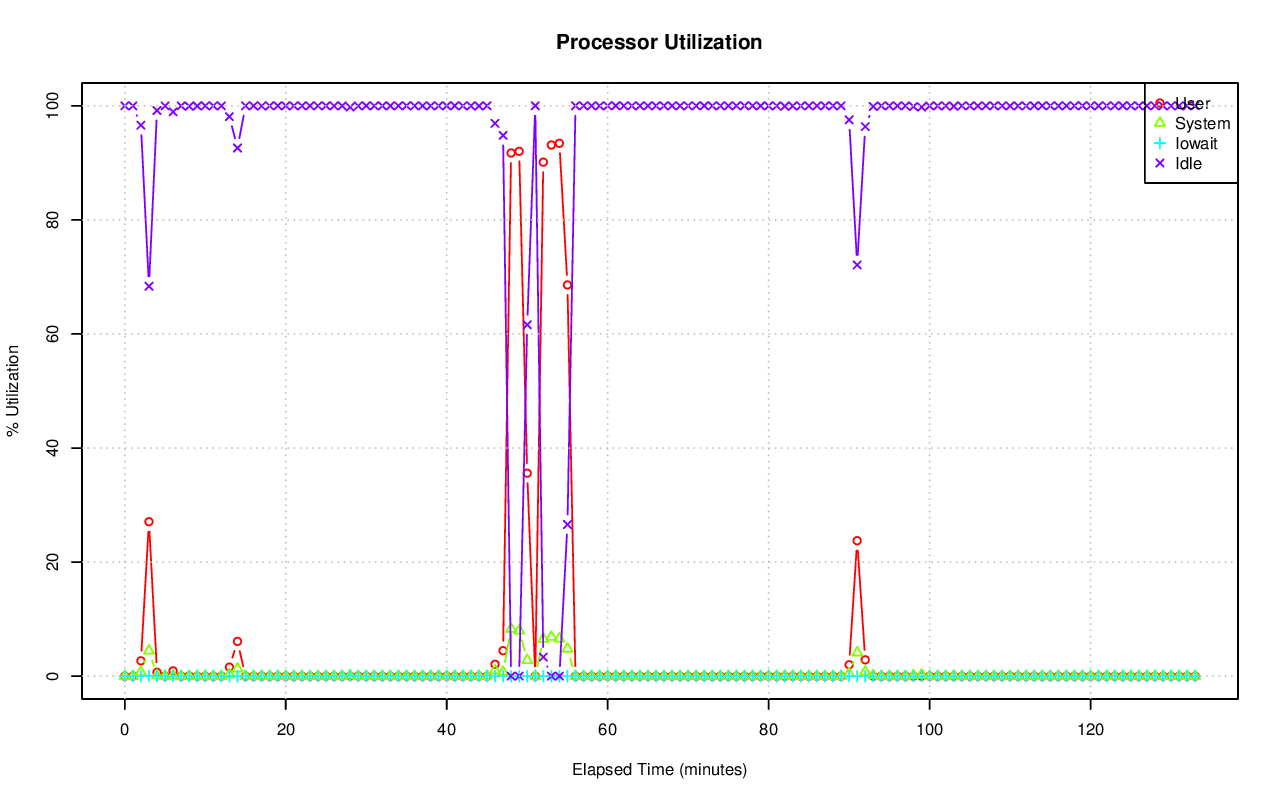 Processor Utilization
% Utilization
100
80
60
40
20
0
User
System
Iowait
Idle
0 20 40 60 80 100 120
Elapsed Time (minutes)